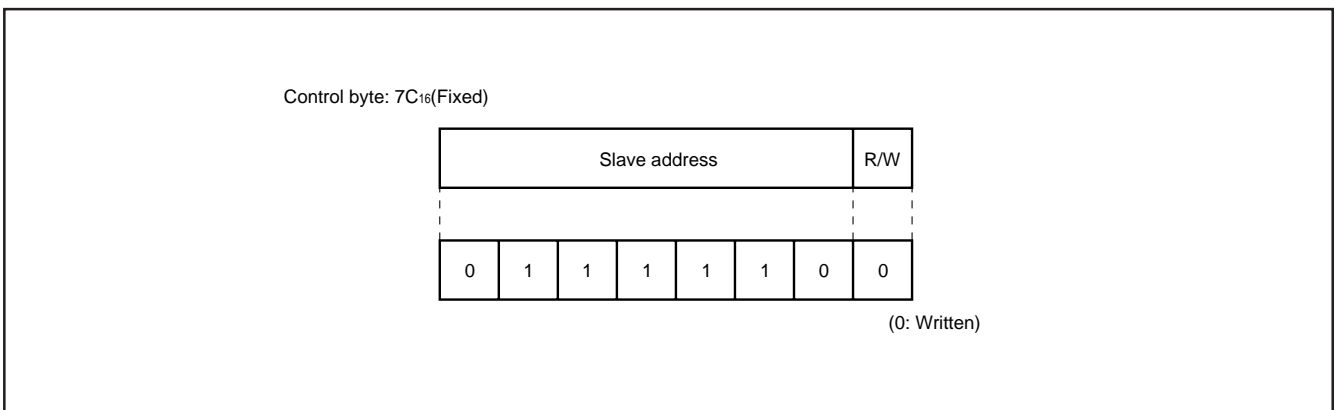 Control byte: 7C16(Fixed)
Slave address R/W
0 1 1 1 1 1 0 0
(0: Written)